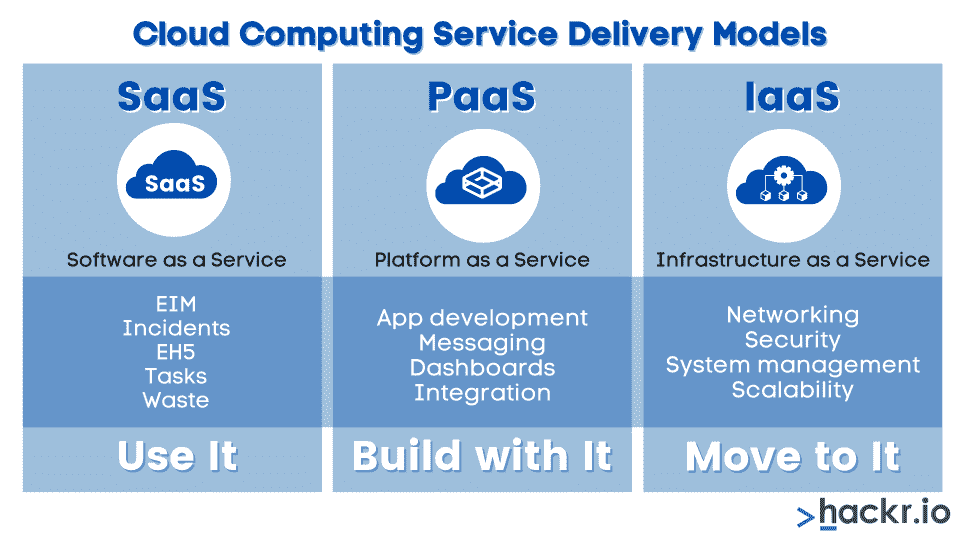 Cloud Computing Service Delivery Models
SaaS
SaaS
Software as a Service
EIM
Incidents
EH5
Tasks
Waste
Use It
PaaS
Platform as a Service
App development
Messaging
Dashboards
Integration
Build with It
IaaS
Infrastructure as a Service
Networking
Security
System management
Scalability
Move to It
>hackr.io